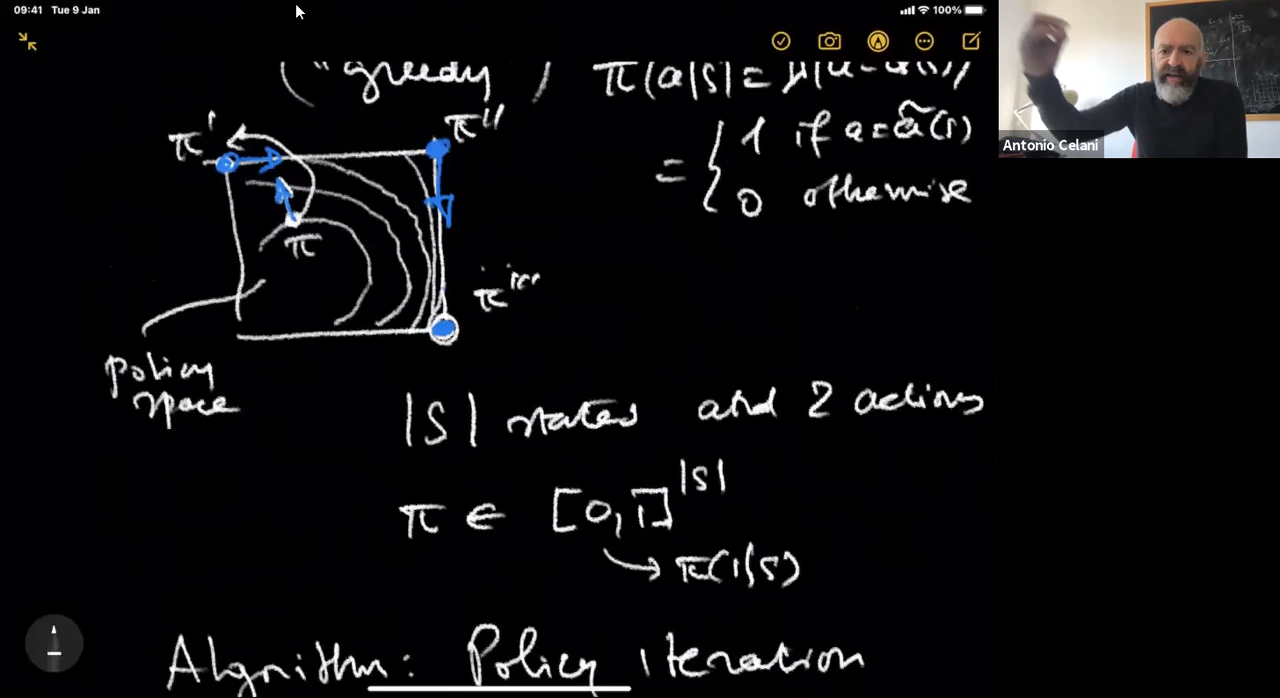 09:41 Tue 9 Jan
100%
("greedy") π(a|s) =
= { 1 if a = ã(s)
0 otherwise
π'
π''
π
π'''
policy
space
|S| states and 2 actions
π ∈ [0,1]^|S|
→ π(1|s)
Algorithm: Policy iteration
Antonio Celani